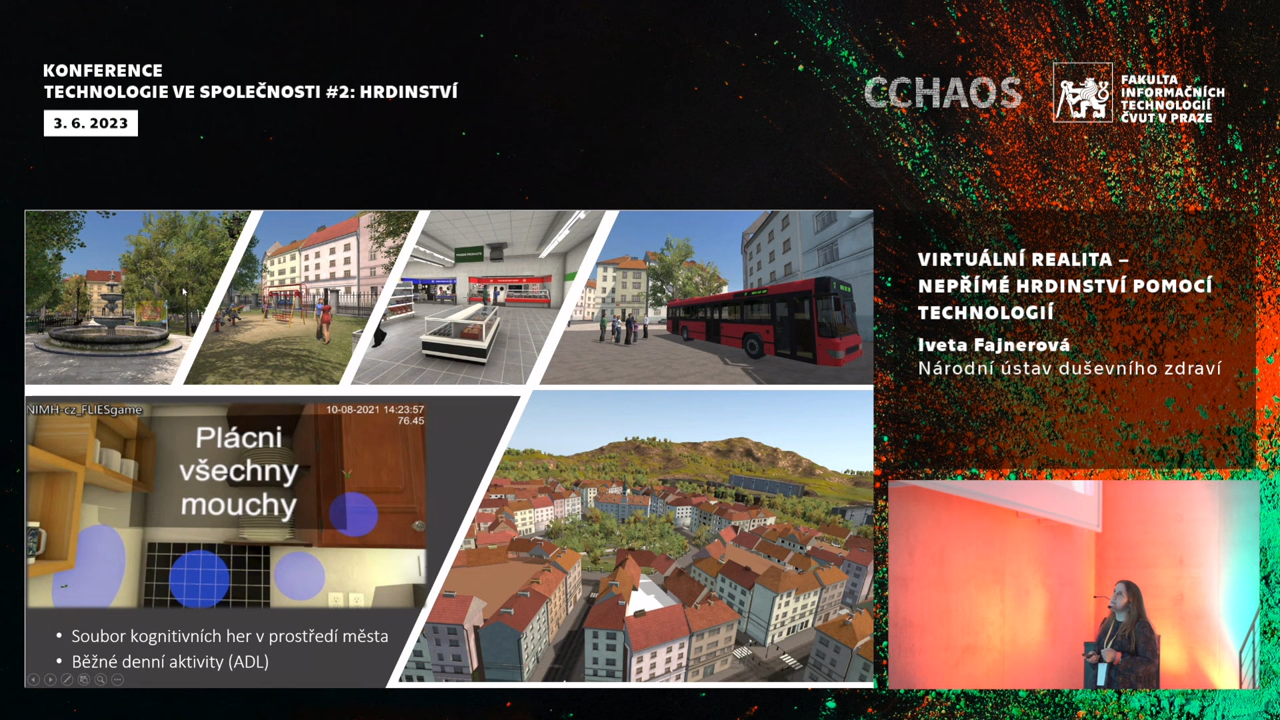 KONFERENCE
TECHNOLOGIE VE SPOLEČNOSTI #2: HRDINSTVÍ
3. 6. 2023
CCHAOS
FAKULTA
INFORMAČNÍCH
TECHNOLOGIÍ
ČVUT V PRAZE
NIMH-cz_FLIESgame
10-08-2021 14:23:57
76.45
Plácni
všechny
mouchy
• Soubor kognitivních her v prostředí města
• Běžné denní aktivity (ADL)
VIRTUÁLNÍ REALITA –
NEPŘÍMÉ HRDINSTVÍ POMOCÍ
TECHNOLOGIÍ
Iveta Fajnerová
Národní ústav duševního zdraví